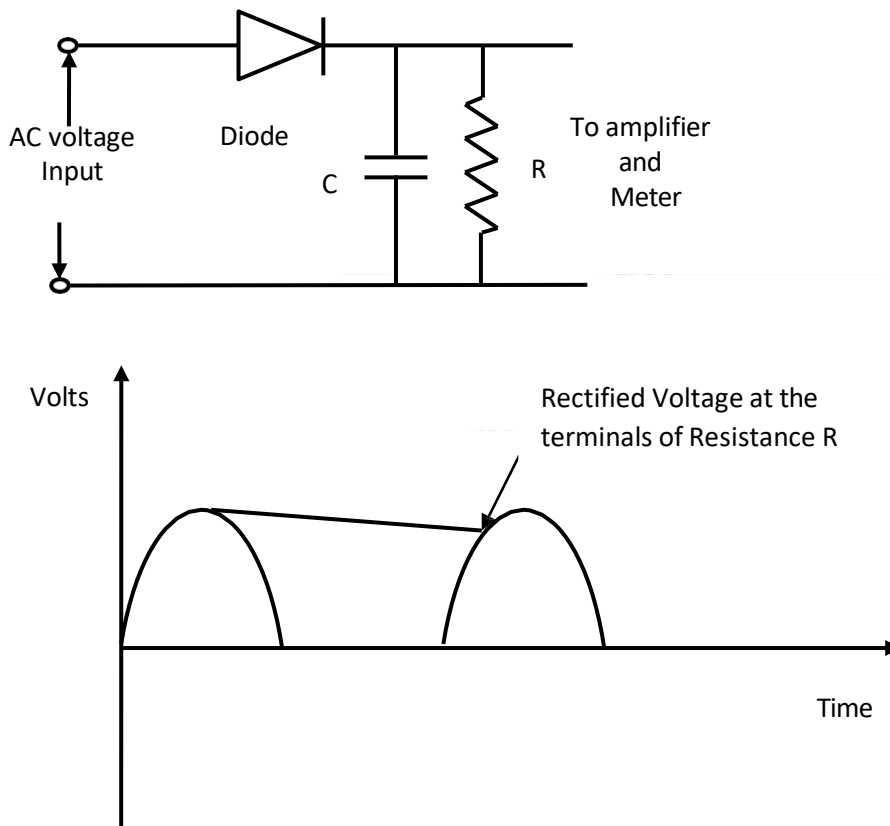 AC voltage
Input
Diode
C
R
To amplifier
and
Meter
Volts
Rectified Voltage at the
terminals of Resistance R
Time